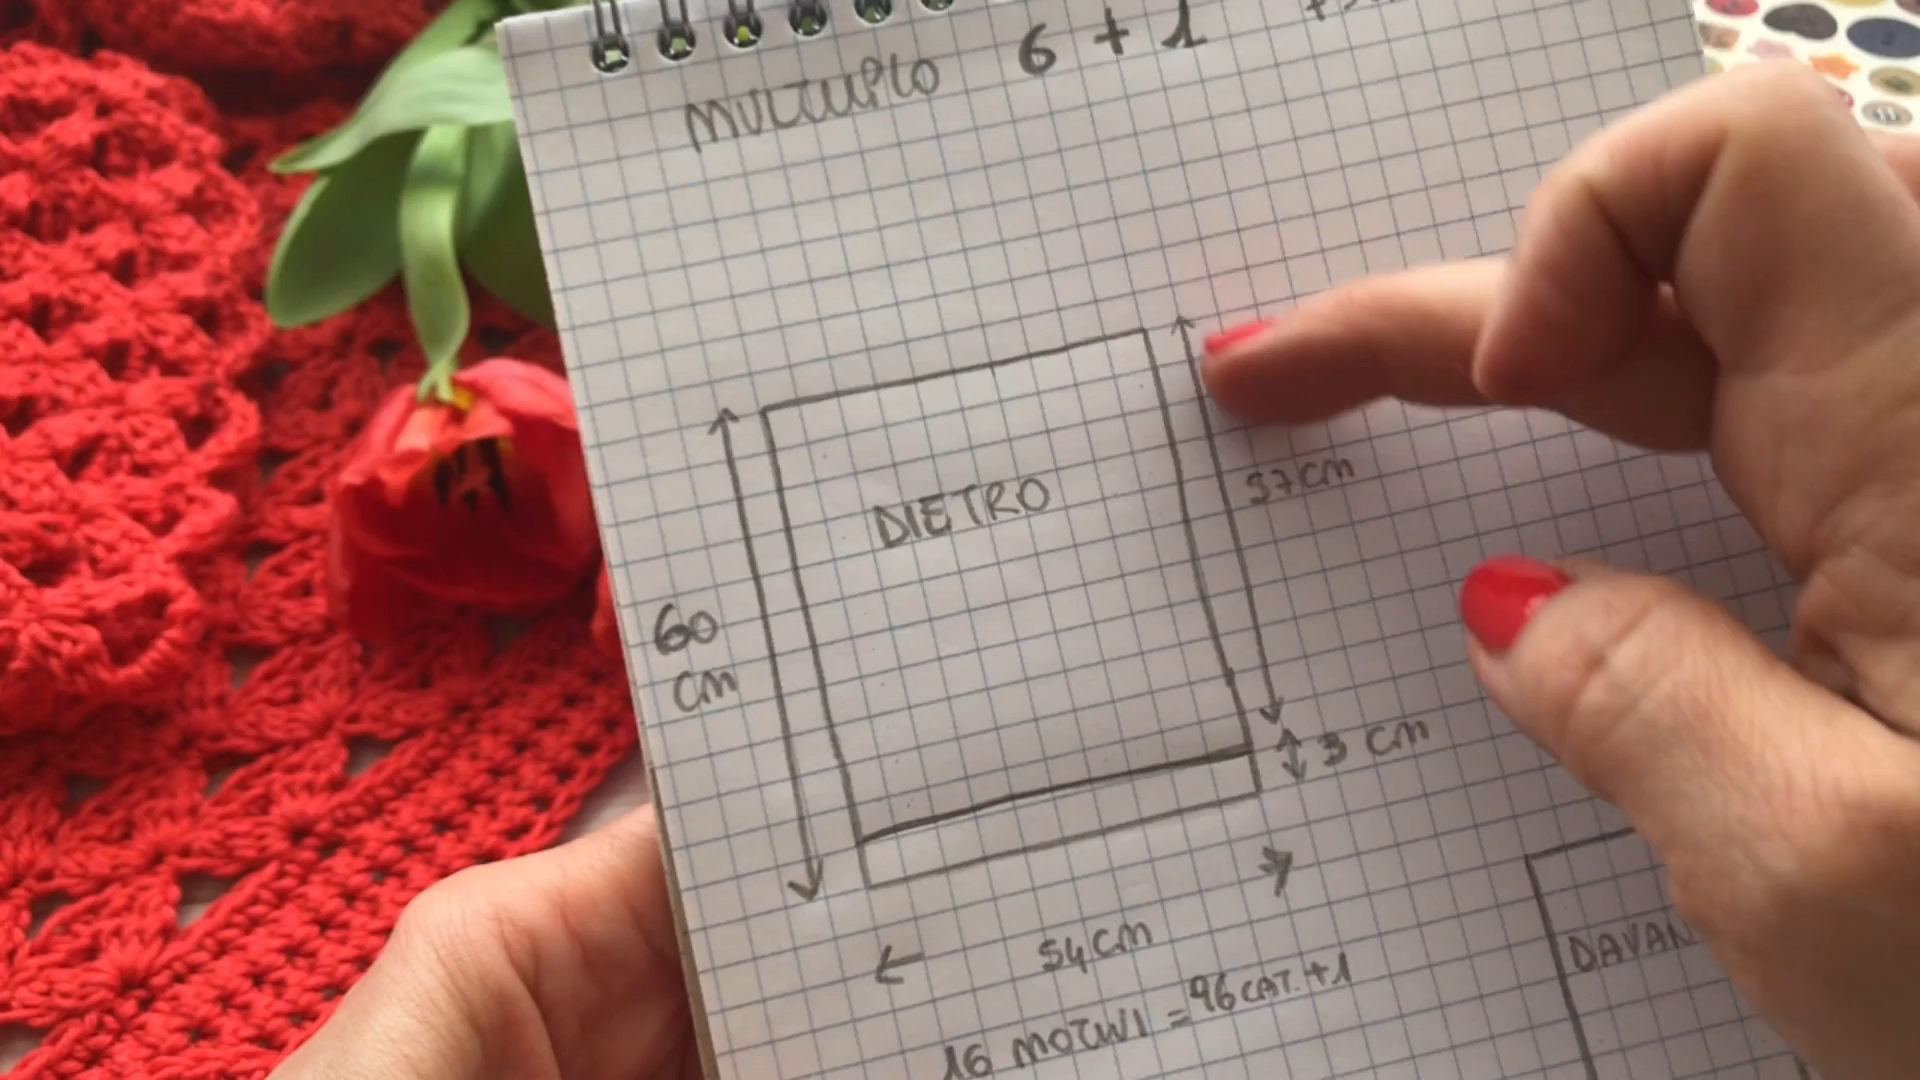 MULTIPLO 6 + 1
DIETRO
57 cm
60
cm
3 cm
54 cm
16 MOTIVI = 96 CAT. + 1
DAVAN